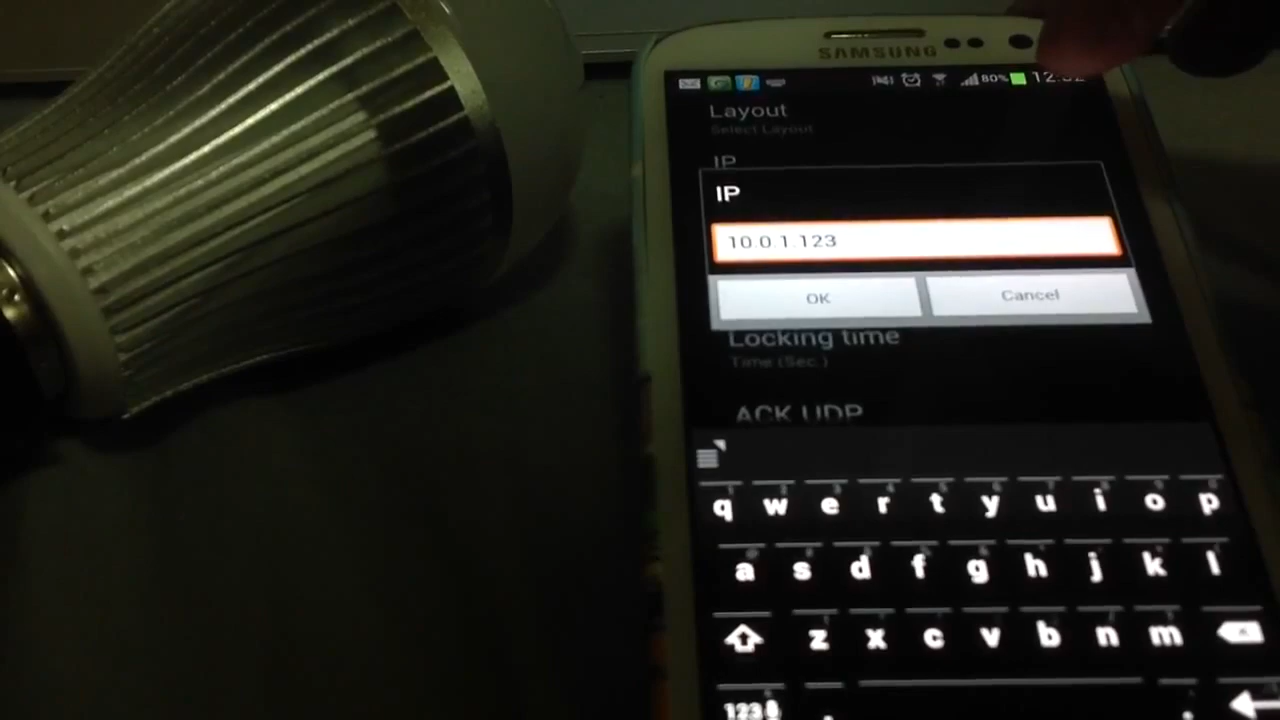 SAMSUNG
80%
Layout
Select Layout
IP
IP
10.0.1.123
OK Cancel
Locking time
Time (Sec.)
ACK UDP
q w e r t y u i o p
a s d f g h j k l
z x c v b n m
123